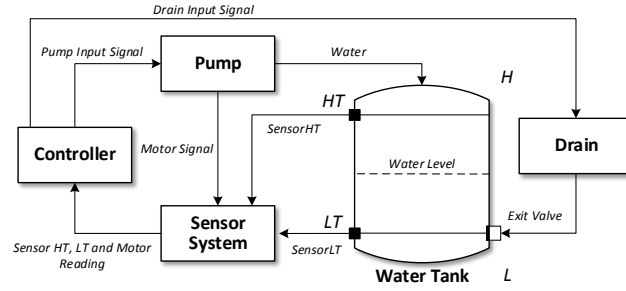 Drain Input Signal
Pump Input Signal
Pump
Water
H
HT
SensorHT
Controller
Motor Signal
Water Level
Drain
Sensor
System
LT
SensorLT
Exit Valve
Sensor HT, LT and Motor
Reading
Water Tank
L